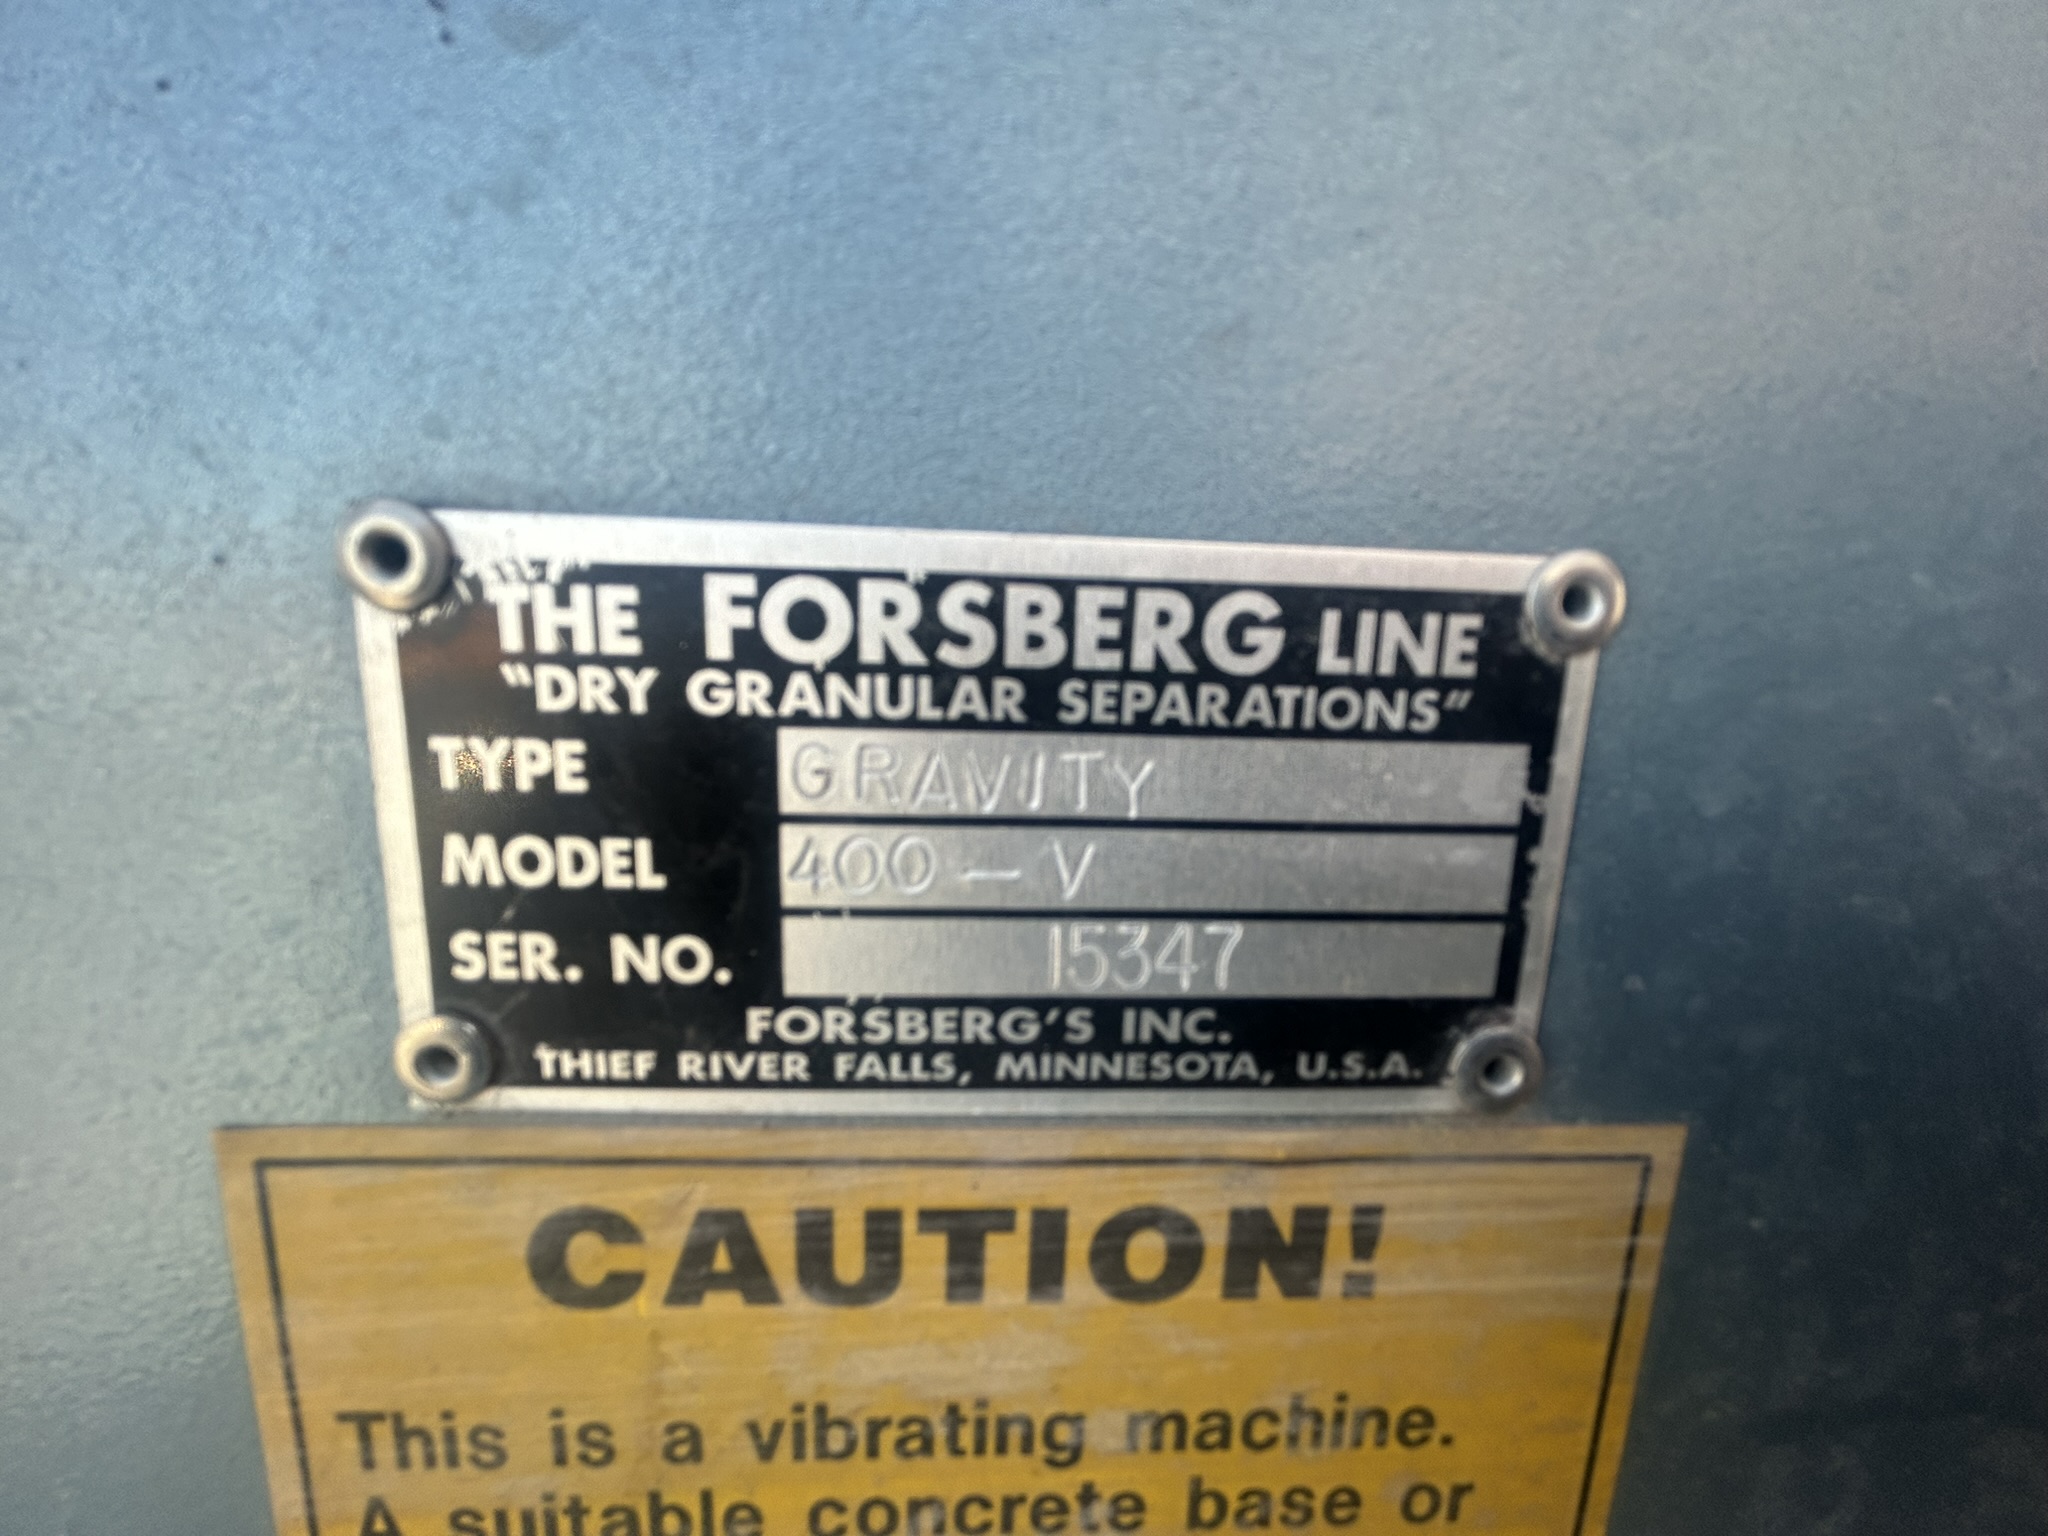 THE FORSBERG LINE
"DRY GRANULAR SEPARATIONS"
TYPE GRAVITY
MODEL 400-V
SER. NO. 15347
FORSBERG'S INC.
THIEF RIVER FALLS, MINNESOTA, U.S.A.
CAUTION!
This is a vibrating machine.
A suitable concrete base or